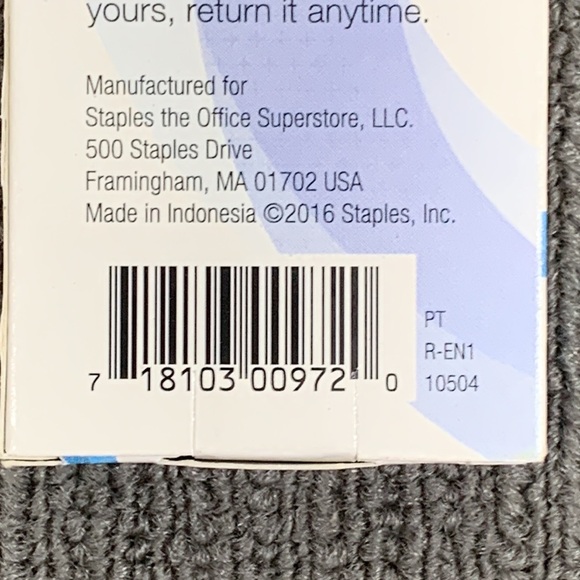 yours, return it anytime.
Manufactured for
Staples the Office Superstore, LLC.
500 Staples Drive
Framingham, MA 01702 USA
Made in Indonesia ©2016 Staples, Inc.
PT
R-EN1
10504
7 18103 00972 0